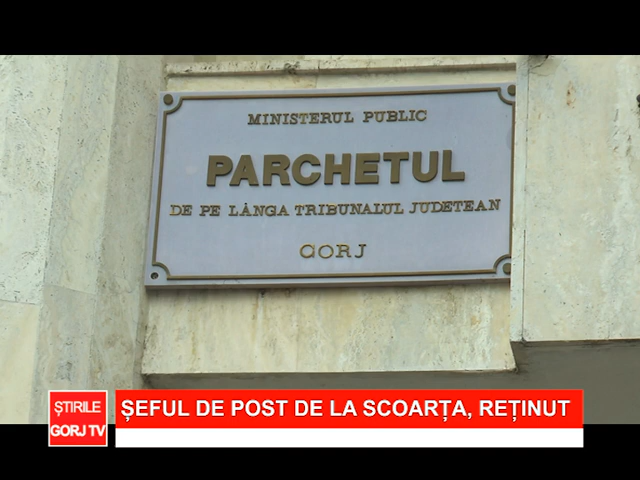 MINISTERUL PUBLIC
PARCHETUL
DE PE LÂNGA TRIBUNALUL JUDETEAN
GORJ
ȘTIRILE
GORJ TV
ȘEFUL DE POST DE LA SCOARȚA, REȚINUT